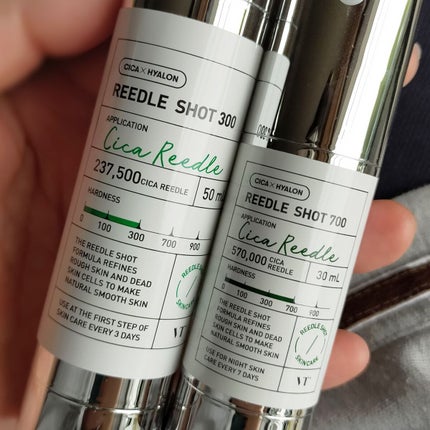 CICA × HYALON
REEDLE SHOT 300
APPLICATION
Cica Reedle
237,500 CICA REEDLE
50 mL
HARDNESS
0 100 300 700 900
THE REEDLE SHOT
FORMULA REFINES
ROUGH SKIN AND DEAD
SKIN CELLS TO MAKE
NATURAL SMOOTH SKIN
USE AT THE FIRST STEP OF
SKIN CARE EVERY 3 DAYS
VT
CICA × HYALON
REEDLE SHOT 700
APPLICATION
Cica Reedle
570,000 CICA
REEDLE
30 mL
HARDNESS
0 100 300 700 900
THE REEDLE SHOT
FORMULA REFINES
ROUGH SKIN AND DEAD
SKIN CELLS TO MAKE
NATURAL SMOOTH SKIN
REEDLE SHOT
SKINCARE
USE FOR NIGHT SKIN
CARE EVERY 7 DAYS
VT